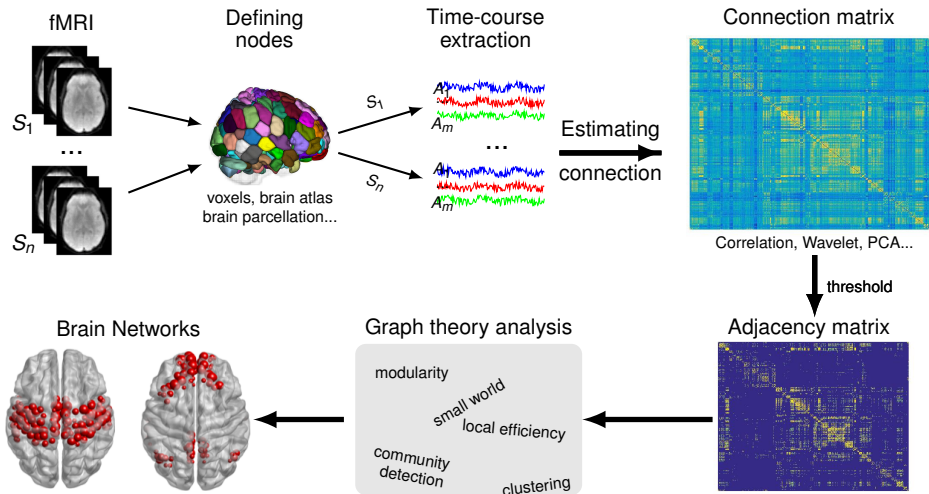 fMRI
S1
...
Sn
Defining
nodes
voxels, brain atlas
brain parcellation...
S1
Sn
Time-course
extraction
A1
Am
...
A
Am
Estimating
connection
Connection matrix
Correlation, Wavelet, PCA...
threshold
Adjacency matrix
Graph theory analysis
modularity
small world
local efficiency
community
detection
clustering
Brain Networks